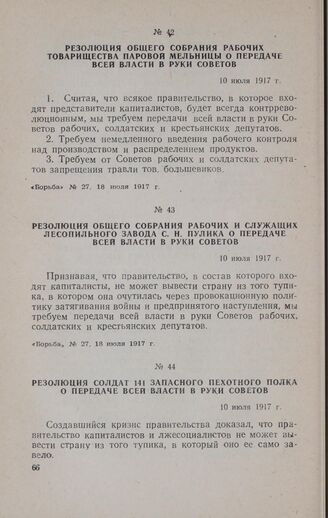 № 42
РЕЗОЛЮЦИЯ ОБЩЕГО СОБРАНИЯ РАБОЧИХ
ТОВАРИЩЕСТВА ПАРОВОЙ МЕЛЬНИЦЫ О ПЕРЕДАЧЕ
ВСЕЙ ВЛАСТИ В РУКИ СОВЕТОВ
10 июля 1917 г.
1. Считая, что всякое правительство, в которое вхо-
дят представители капиталистов, будет всегда контррево-
люционным, мы требуем передачи всей власти в руки Со-
ветов рабочих, солдатских и крестьянских депутатов.
2. Требуем немедленного введения рабочего контроля
над производством и распределением продуктов.
3. Требуем от Советов рабочих и солдатских депута-
тов запрещения травли тов. большевиков.
«Борьба» № 27, 18 июля 1917 г.
№ 43
РЕЗОЛЮЦИЯ ОБЩЕГО СОБРАНИЯ РАБОЧИХ И СЛУЖАЩИХ
ЛЕСОПИЛЬНОГО ЗАВОДА С. Н. ПУЛИКА О ПЕРЕДАЧЕ
ВСЕЙ ВЛАСТИ В РУКИ СОВЕТОВ
10 июля 1917 г.
Признавая, что правительство, в состав которого вхо-
дят капиталисты, не может вывести страну из того тупи-
ка, в котором она очутилась через провокационную поли-
тику затягивания войны и предпринятого наступления, мы
требуем передачи всей власти в руки Советов рабочих,
солдатских и крестьянских депутатов.
«Борьба», № 27, 18 июля 1917 г.
№ 44
РЕЗОЛЮЦИЯ СОЛДАТ 141 ЗАПАСНОГО ПЕХОТНОГО ПОЛКА
О ПЕРЕДАЧЕ ВСЕЙ ВЛАСТИ В РУКИ СОВЕТОВ
10 июля 1917 г.
Создавшийся кризис правительства доказал, что пра-
вительство капиталистов и лжесоциалистов не может вы-
вести страну из того тупика, в который оно ее само за-
вело.
66